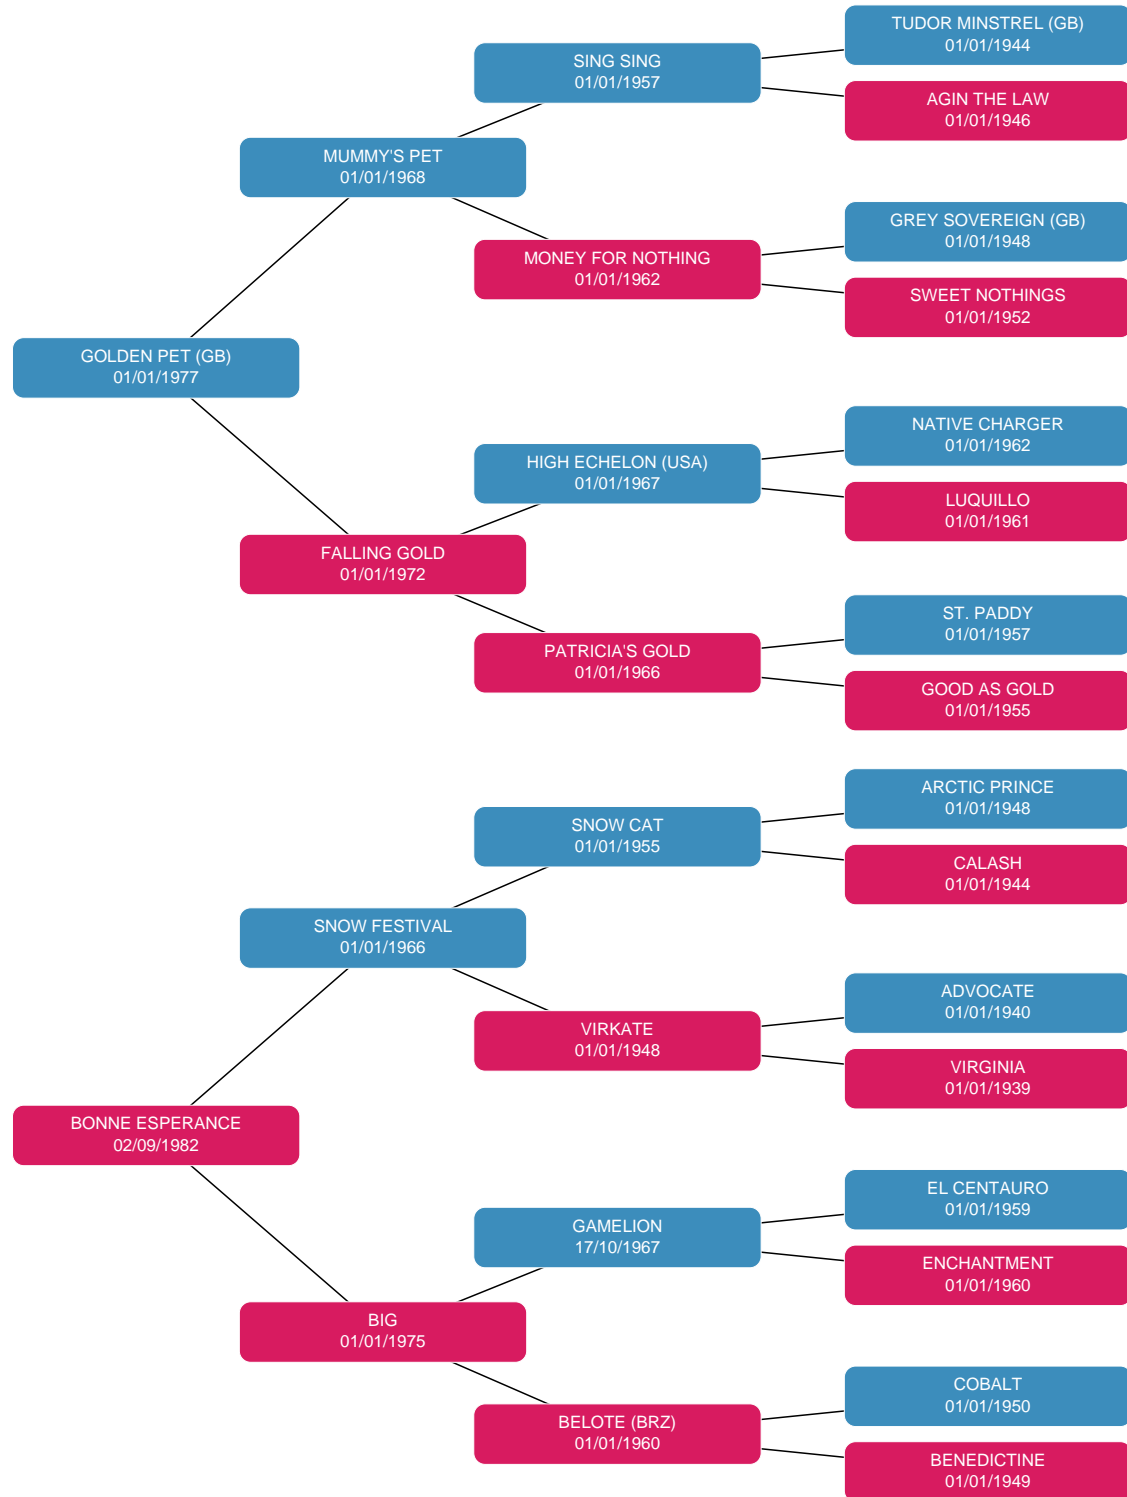 TUDOR MINSTREL (GB)
01/01/1944
SING SING
01/01/1957
AGIN THE LAW
01/01/1946
MUMMY'S PET
01/01/1968
GREY SOVEREIGN (GB)
01/01/1948
MONEY FOR NOTHING
01/01/1962
SWEET NOTHINGS
01/01/1952
GOLDEN PET (GB)
01/01/1977
NATIVE CHARGER
01/01/1962
HIGH ECHELON (USA)
01/01/1967
LUQUILLO
01/01/1961
FALLING GOLD
01/01/1972
ST. PADDY
01/01/1957
PATRICIA'S GOLD
01/01/1966
GOOD AS GOLD
01/01/1955
ARCTIC PRINCE
01/01/1948
SNOW CAT
01/01/1955
CALASH
01/01/1944
SNOW FESTIVAL
01/01/1966
ADVOCATE
01/01/1940
VIRKATE
01/01/1948
VIRGINIA
01/01/1939
BONNE ESPERANCE
02/09/1982
EL CENTAURO
01/01/1959
GAMELION
17/10/1967
ENCHANTMENT
01/01/1960
BIG
01/01/1975
COBALT
01/01/1950
BELOTE (BRZ)
01/01/1960
BENEDICTINE
01/01/1949